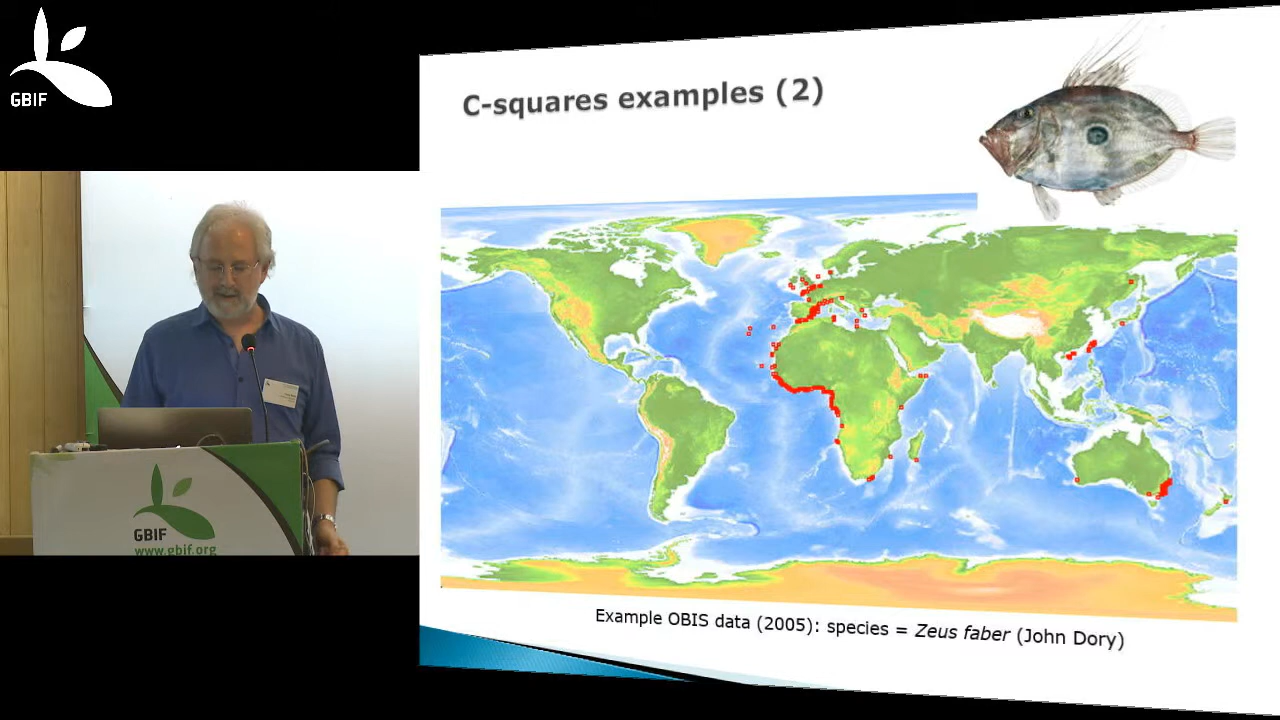 GBIF
C-squares examples (2)
GBIF
www.gbif.org
Example OBIS data (2005): species = Zeus faber (John Dory)